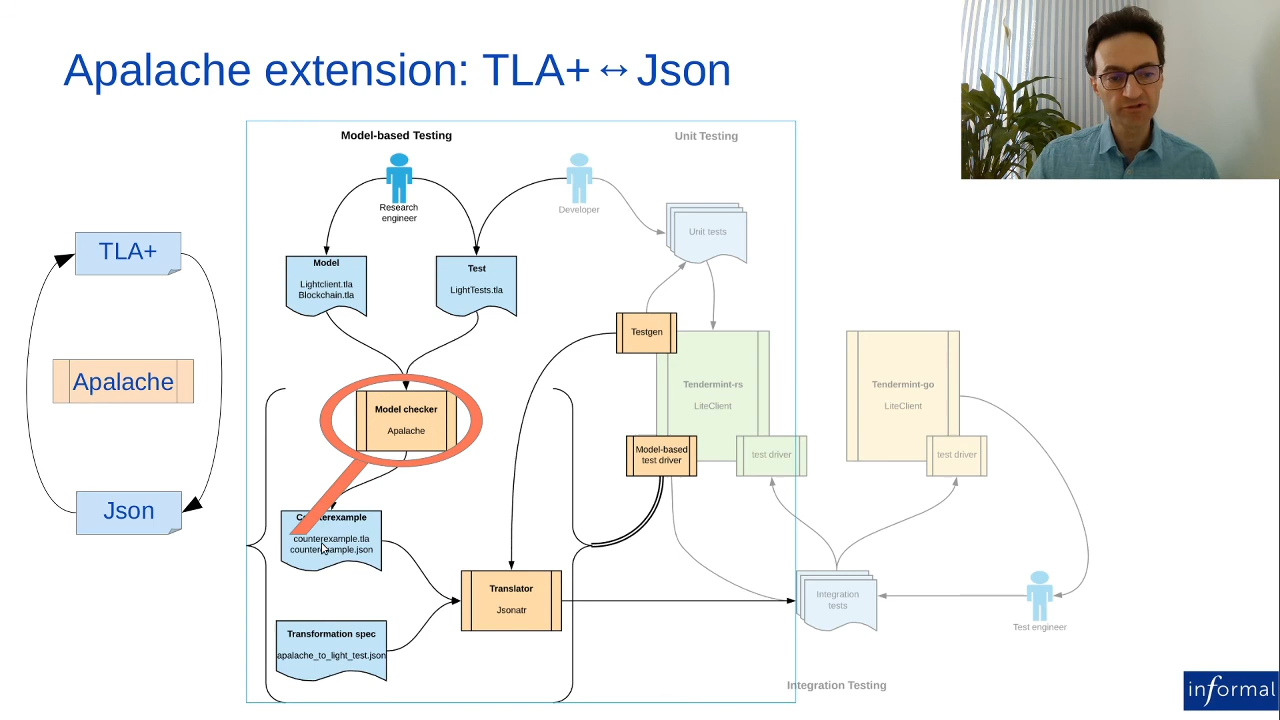 Apalache extension: TLA+↔Json
Model-based Testing
Unit Testing
Research
engineer
Developer
Unit tests
TLA+
Apalache
Json
Model
Lightclient.tla
Blockchain.tla
Test
LightTests.tla
Testgen
Tendermint-rs
LiteClient
Tendermint-go
LiteClient
Model checker
Apalache
Model-based
test driver
test driver
test driver
counterexample.tla
counterexample.json
Translator
Jsonatr
Integration
tests
Test engineer
Transformation spec
apalache_to_light_test.json
Integration Testing
informal